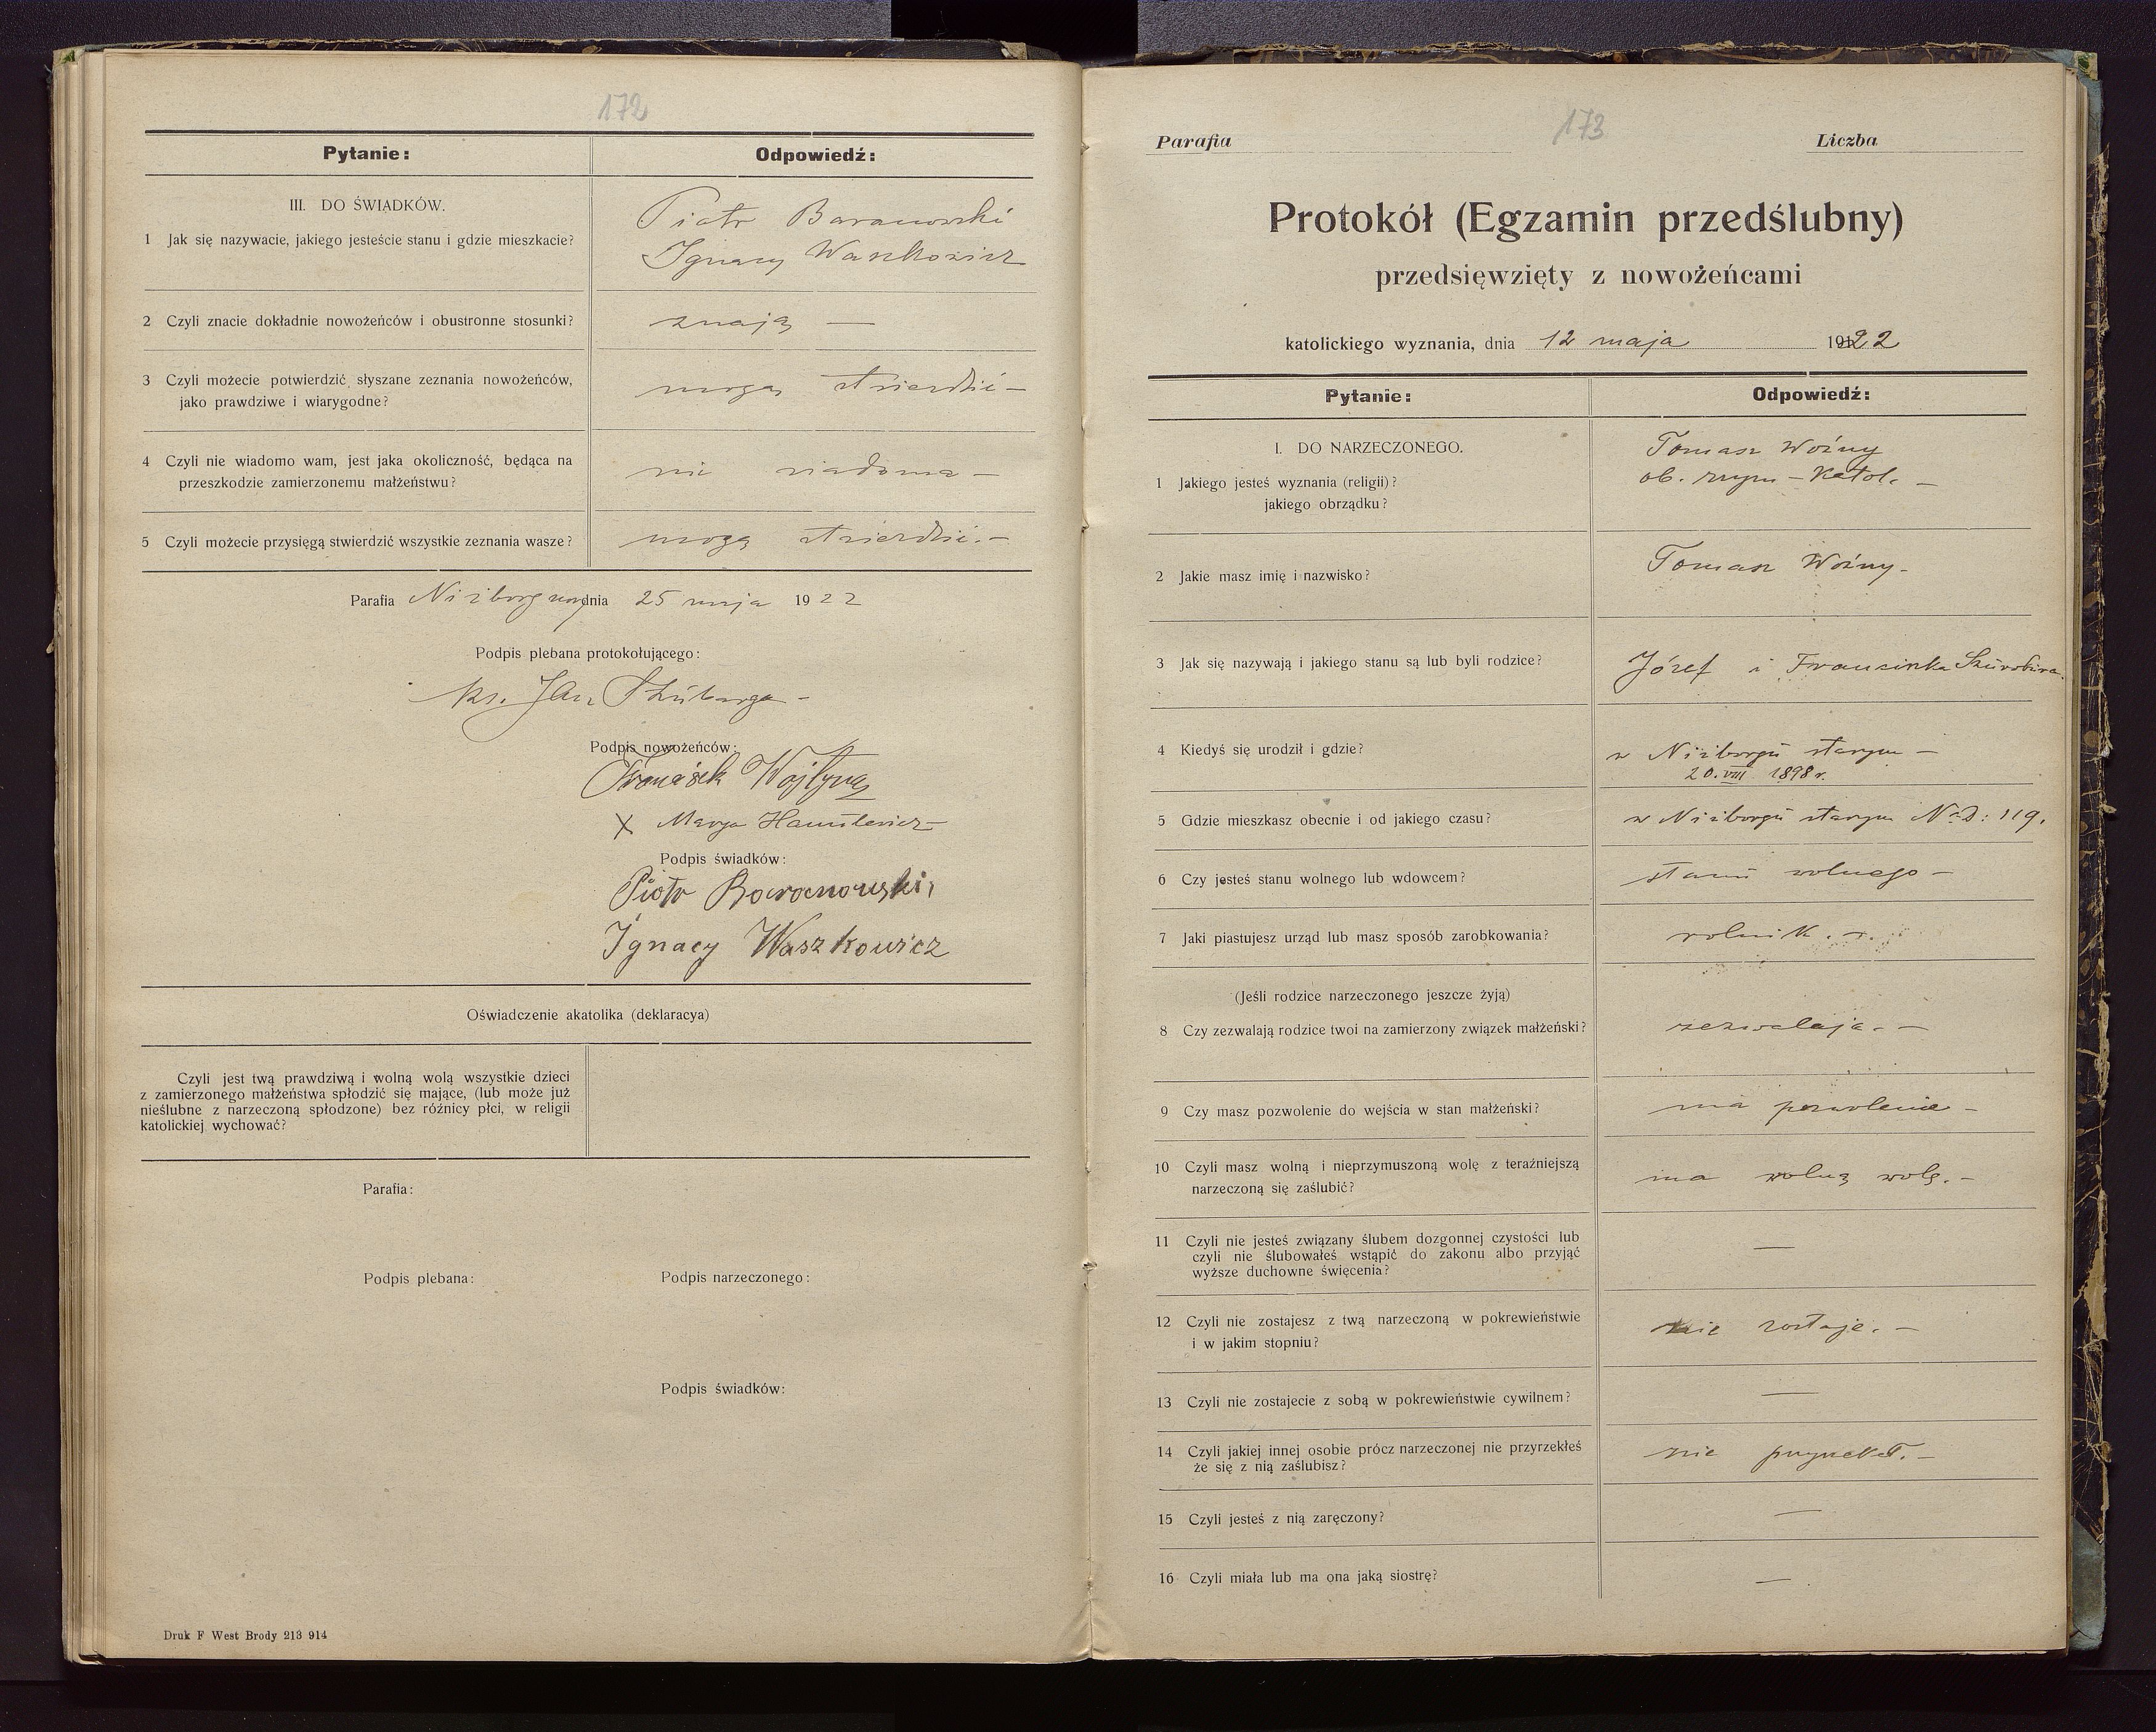 172
Pytanie:
Odpowiedź:
III. DO ŚWIADKÓW.
1 Jak się nazywacie, jakiego jesteście stanu i gdzie mieszkacie?
Piotr Baranowski
Ignacy Waszkowicz
2 Czyli znacie dokładnie nowożeńców i obustronne stosunki?
znają —
3 Czyli możecie potwierdzić słyszane zeznania nowożeńców,
jako prawdziwe i wiarygodne?
mogą stwierdzić —
4 Czyli nie wiadomo wam, jest jaka okoliczność, będąca na
przeszkodzie zamierzonemu małżeństwu?
nie wiadoma —
5 Czyli możecie przysięgą stwierdzić wszystkie zeznania wasze?
mogą stwierdzić. —
Parafia Niżborg nowy dnia 25 maja 1922
Podpis plebana protokołującego:
Ks. Jan
Podpis nowożeńców:
Franciszek Wojtyna
X Marya Hamulewicz
Podpis świadków:
Piotr Baranowski,
Ignacy Waszkowicz
Oświadczenie akatolika (deklaracya)
Czyli jest twą prawdziwą i wolną wolą wszystkie dzieci
z zamierzonego małżeństwa spłodzić się mające, (lub może już
nieślubne z narzeczoną spłodzone) bez różnicy płci, w religii
katolickiej wychować?
Parafia:
Podpis plebana:
Podpis narzeczonego:
Podpis świadków:
Druk F West Brody 213 914
173
Parafia
Liczba
Protokół (Egzamin przedślubny)
przedsięwzięty z nowożeńcami
katolickiego wyznania, dnia 12 maja 1922
Pytanie:
Odpowiedź:
I. DO NARZECZONEGO.
1 Jakiego jesteś wyznania (religii)?
jakiego obrządku?
Tomasz Woźny
ob. rzym – Katol. —
2 Jakie masz imię i nazwisko?
Tomasz Woźny-
3 Jak się nazywają i jakiego stanu są lub byli rodzice?
Józef i Franciszka
4 Kiedyś się urodził i gdzie?
w Niżborgu starym —
20.VIII 1898 r.
5 Gdzie mieszkasz obecnie i od jakiego czasu?
w Niżborgu starym No D: 119.
6 Czy jesteś stanu wolnego lub wdowcem?
stanu wolnego —
7 Jaki piastujesz urząd lub masz sposób zarobkowania?
rolnik. —
(Jeśli rodzice narzeczonego jeszcze żyją)
8 Czy zezwalają rodzice twoi na zamierzony związek małżeński?
zezwalają. —
9 Czy masz pozwolenie do wejścia w stan małżeński?
ma pozwolenie —
10 Czyli masz wolną i nieprzymuszoną wolę z teraźniejszą
narzeczoną się zaślubić?
ma wolną wolę. —
11 Czyli nie jesteś związany ślubem dozgonnej czystości lub
czyli nie ślubowałeś wstąpić do zakonu albo przyjąć
wyższe duchowne święcenia?
—
12 Czyli nie zostajesz z twą narzeczoną w pokrewieństwie
i w jakim stopniu?
nie zostaje. —
13 Czyli nie zostajecie z sobą w pokrewieństwie cywilnem?
—
14 Czyli jakiej innej osobie prócz narzeczonej nie przyrzekłeś
że się z nią zaślubisz?
nie przyrzekał. —
15 Czyli jesteś z nią zaręczony?
—
16 Czyli miała lub ma ona jaką siostrę?
—